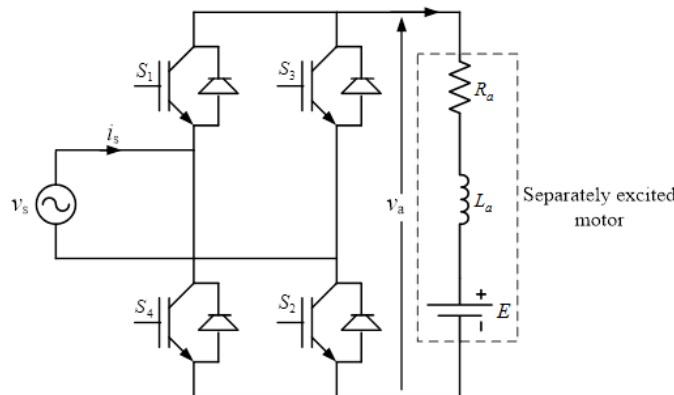 S1
S3
Ra
is
vs
va
La
Separately excited
motor
S4
S2
+
E
-